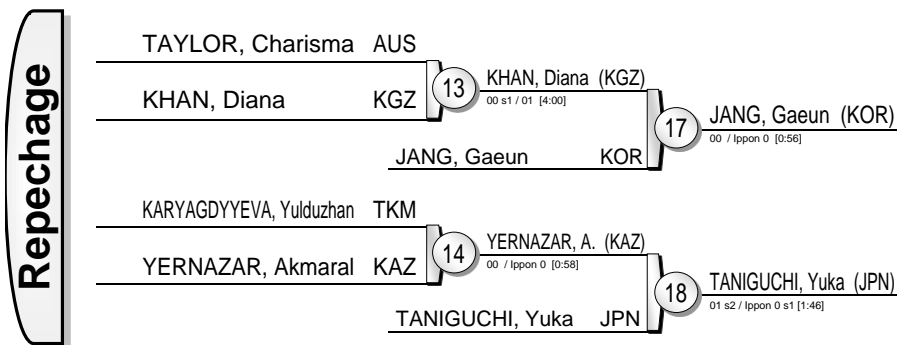 Repechage
TAYLOR, Charisma AUS
KHAN, Diana KGZ
13
KHAN, Diana (KGZ)
00 s1 / 01 [4:00]
JANG, Gaeun KOR
17
JANG, Gaeun (KOR)
00 / Ippon 0 [0:56]
KARYAGDYYEVA, Yulduzhan TKM
YERNAZAR, Akmaral KAZ
14
YERNAZAR, A. (KAZ)
00 / Ippon 0 [0:58]
TANIGUCHI, Yuka JPN
18
TANIGUCHI, Yuka (JPN)
01 s2 / Ippon 0 s1 [1:46]